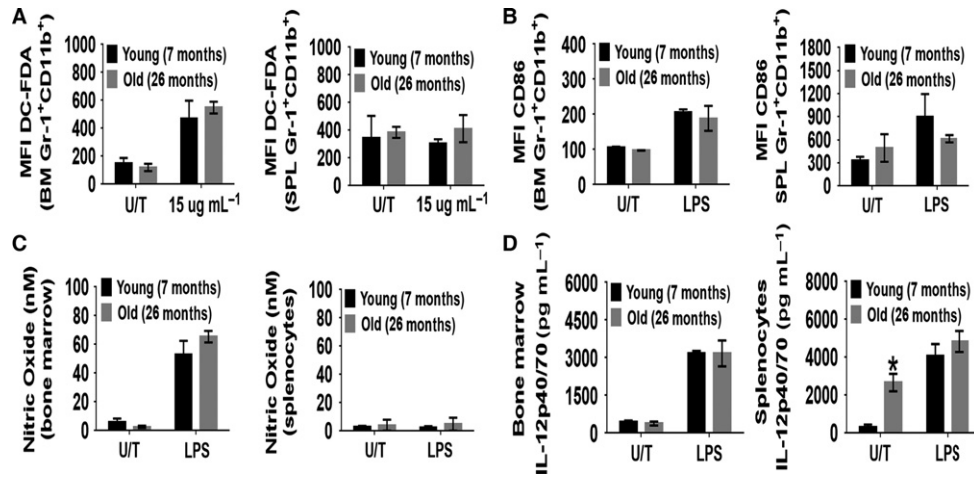 A
MFI DC-FDA
(BM Gr-1+CD11b+)
1000
800
600
400
200
0
Young (7 months)
Old (26 months)
U/T 15 ug mL−1
MFI DC-FDA
(SPL Gr-1+CD11b+)
1000
800
600
400
200
0
Young (7 months)
Old (26 months)
U/T 15 ug mL−1
B
MFI CD86
(BM Gr-1+CD11b+)
400
300
200
100
0
Young (7 months)
Old (26 months)
U/T LPS
MFI CD86
SPL Gr-1+CD11b+)
1800
1500
1200
900
600
300
0
Young (7 months)
Old (26 months)
U/T LPS
C
Nitric Oxide (nM)
(bone marrow)
100
80
60
40
20
0
Young (7 months)
Old (26 months)
U/T LPS
Nitric Oxide (nM)
(splenocytes)
100
80
60
40
20
0
Young (7 months)
Old (26 months)
U/T LPS
D
Bone marrow
IL-12p40/70 (pg mL−1)
6000
4500
3000
1500
0
Young (7 months)
Old (26 months)
U/T LPS
Splenocytes
IL-12p40/70 (pg mL−1)
8000
6000
4000
2000
0
Young (7 months)
Old (26 months)
*
U/T LPS